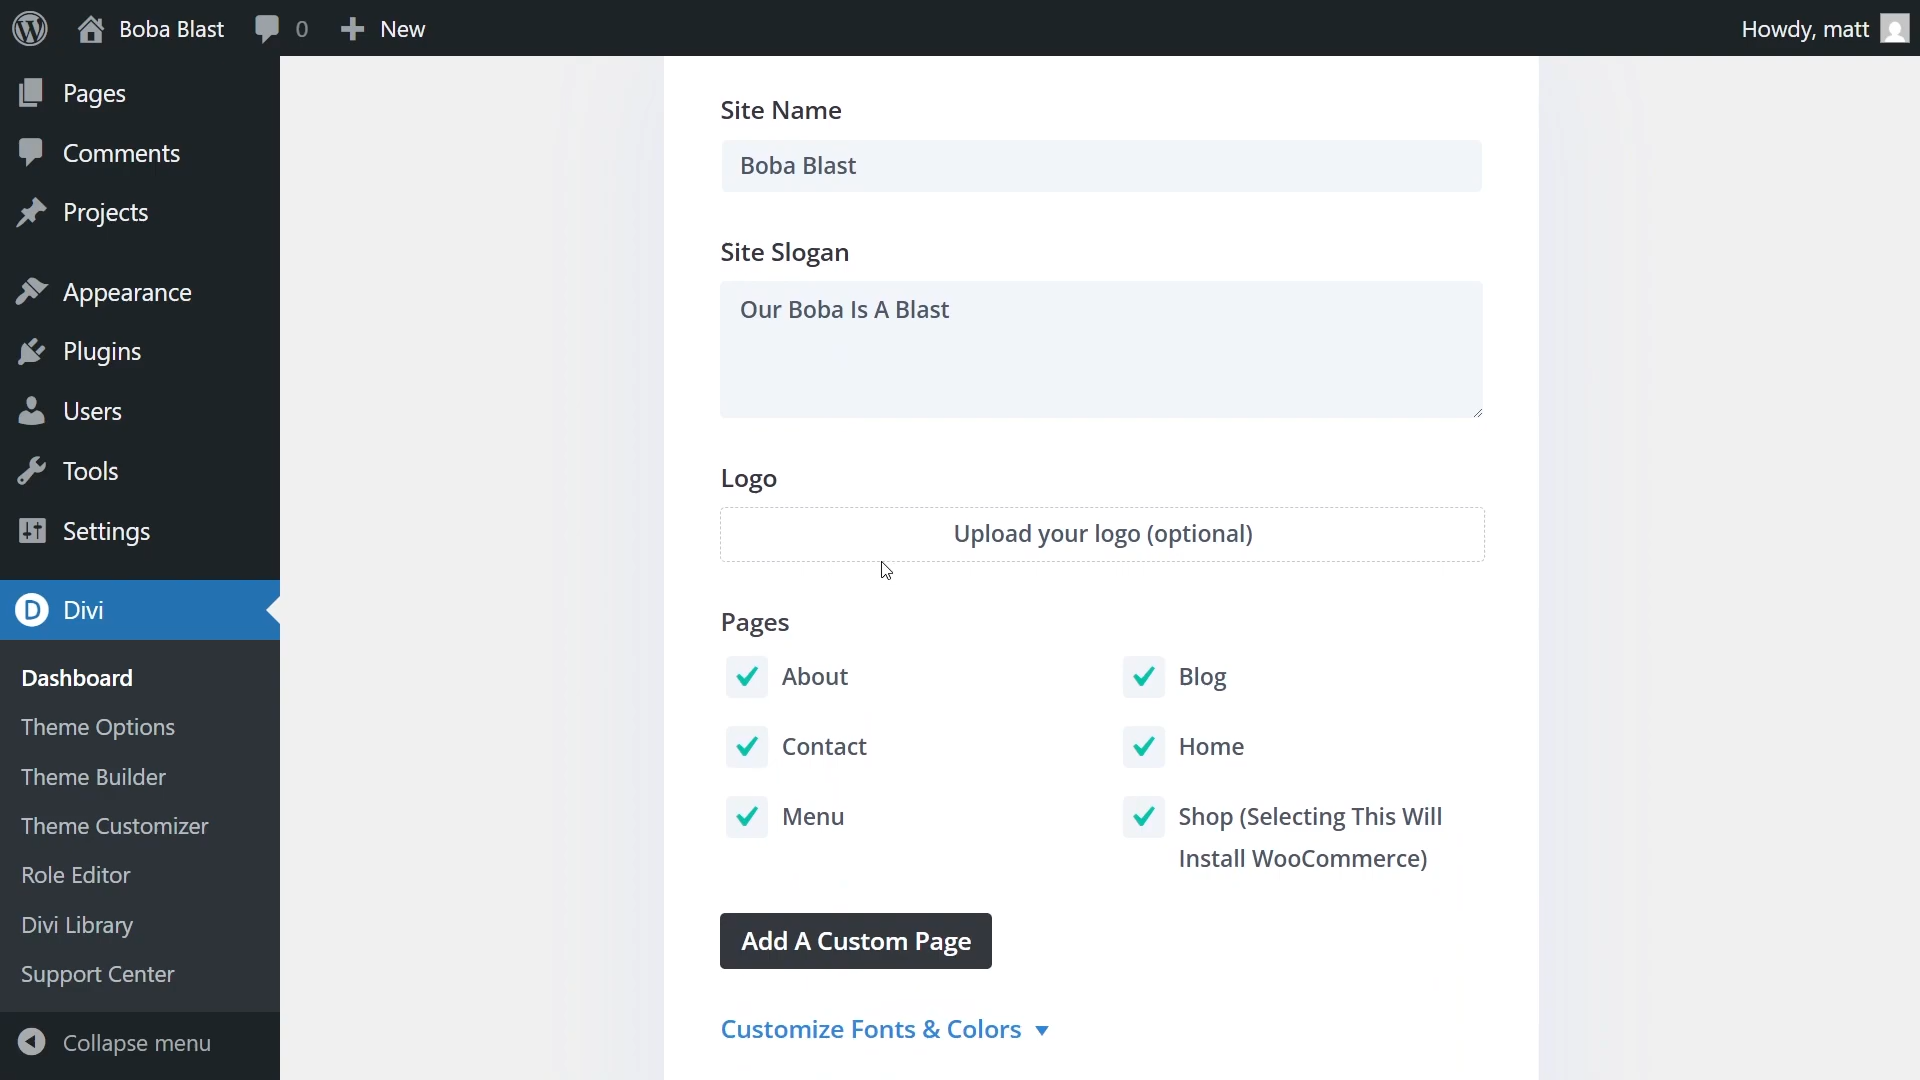 Boba Blast
0
New
Howdy, matt
Pages
Comments
Projects
Appearance
Plugins
Users
Tools
Settings
D
Divi
Dashboard
Theme Options
Theme Builder
Theme Customizer
Role Editor
Divi Library
Support Center
Collapse menu
Site Name
Boba Blast
Site Slogan
Our Boba Is A Blast
Logo
Upload your logo (optional)
Pages
About
Blog
Contact
Home
Menu
Shop (Selecting This Will
Install WooCommerce)
Add A Custom Page
Customize Fonts & Colors